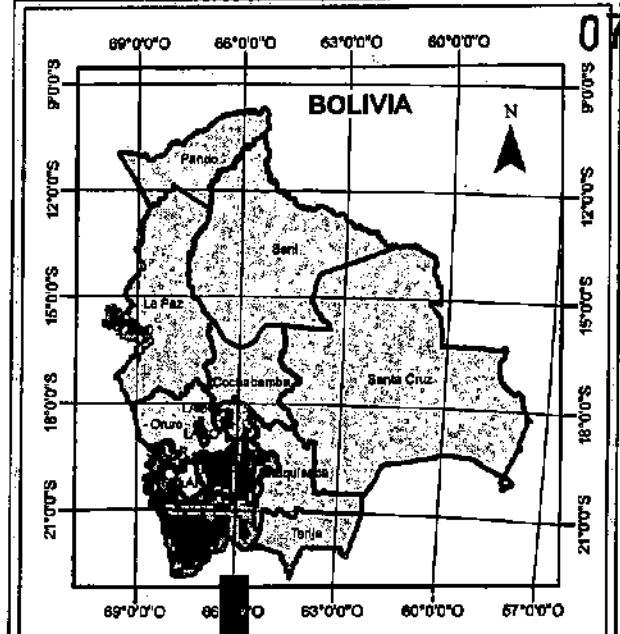 07
69°0'0"O 66°0'0"O 63°0'0"O 60°0'0"O
9°0'0"S 9°0'0"S
BOLIVIA
N
Pando
12°0'0"S 12°0'0"S
Beni
15°0'0"S 15°0'0"S
La Paz
Cochabamba
Santa Cruz
18°0'0"S 18°0'0"S
Oruro
21°0'0"S 21°0'0"S
Tarija
69°0'0"O 63°0'0"O 60°0'0"O 57°0'0"O